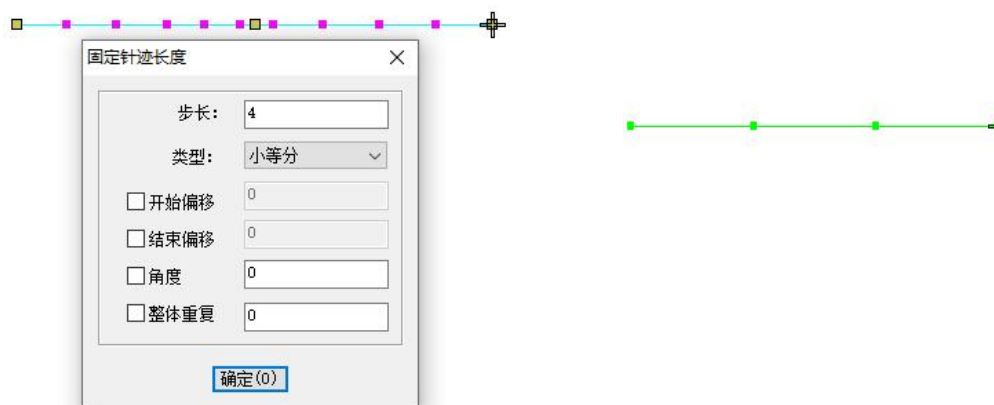 固定针迹长度
步长： 4
类型： 小等分
开始偏移 0
结束偏移 0
角度 0
整体重复 0
确定(O)